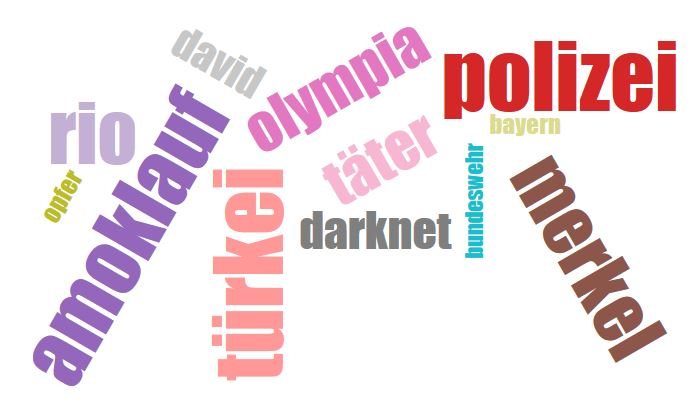 david
olympia
polizei
rio
bayern
täter
opfer
amoklauf
türkei
darknet
bundeswehr
merkel